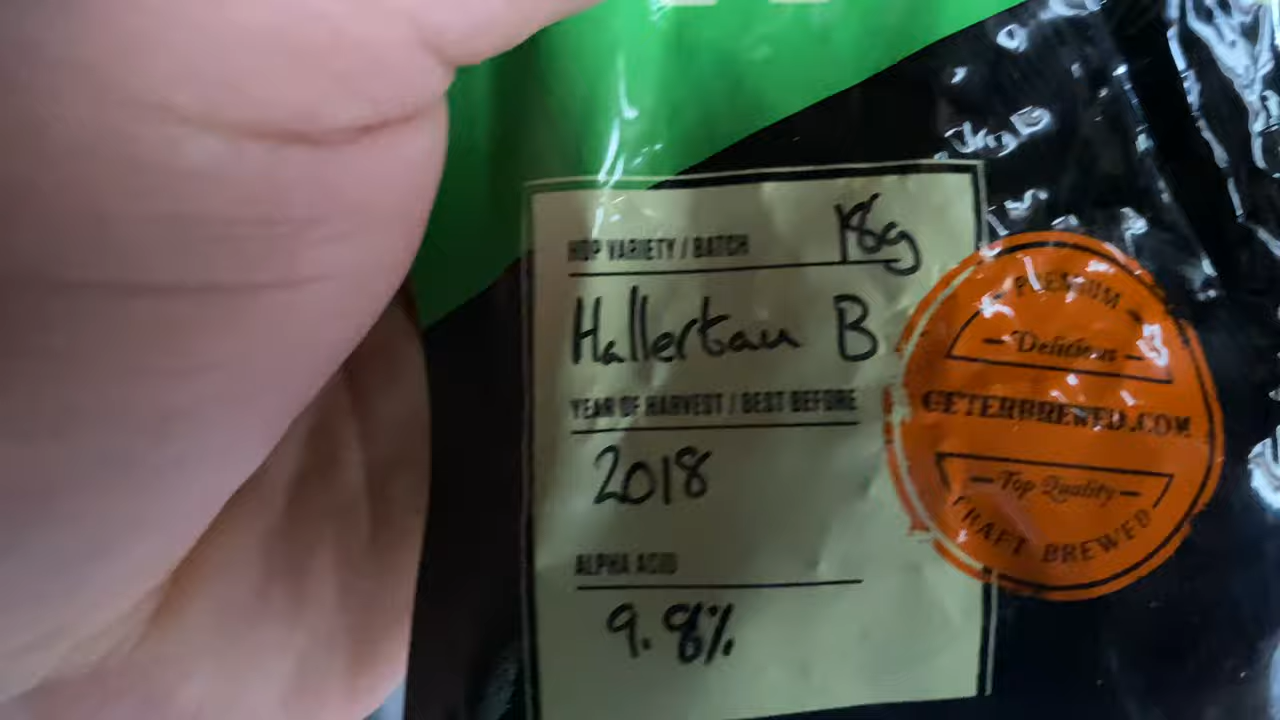 HOP VARIETY / BATCH 18g
Hallertau B
YEAR OF HARVEST / BEST BEFORE
2018
ALPHA ACID
9.8%
PREMIUM
Delicious
GETERBREWED.COM
Top Quality
CRAFT BREWED